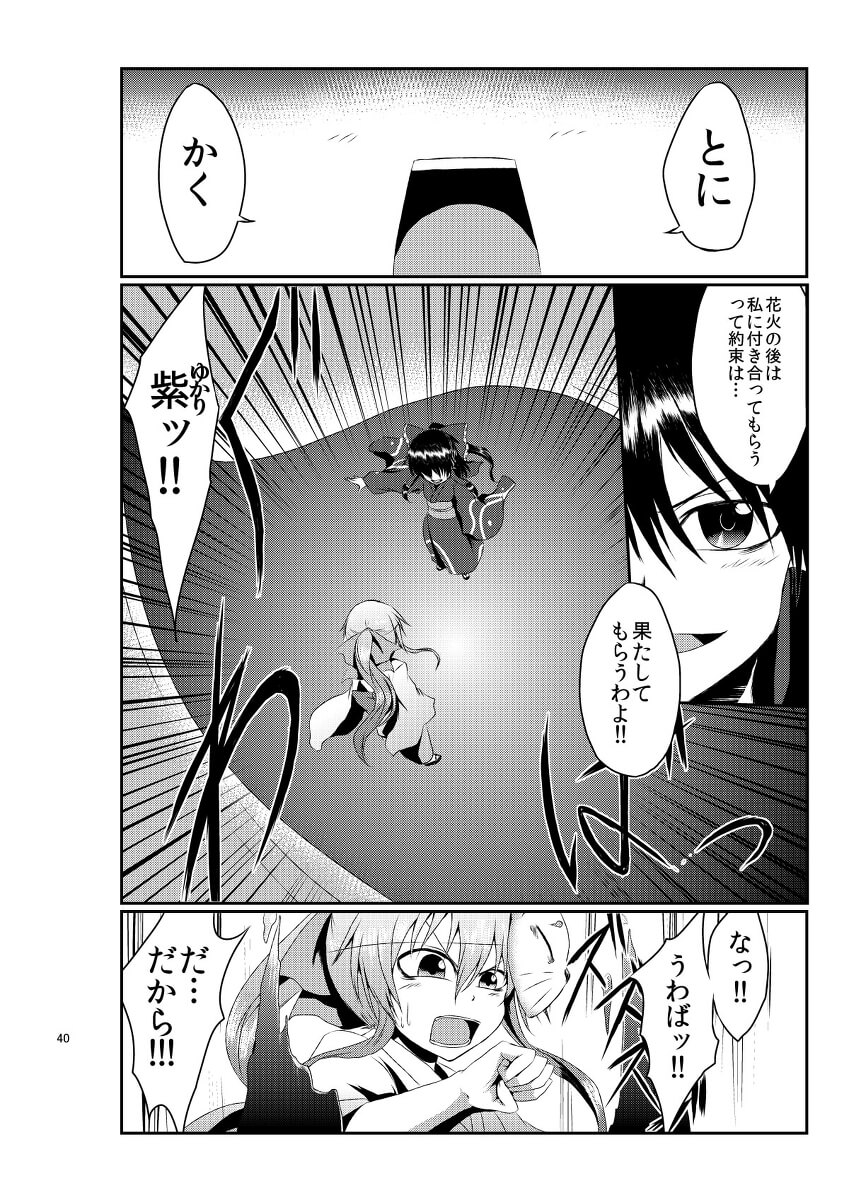 とに
かく
花火の後は
私に付き合ってもらう
って約束は…
果たして
もらうわよ!!
ゆかり
紫ッ!!
ばっ
なっ!!
うわばッ!!
だ…
だから!!!
40